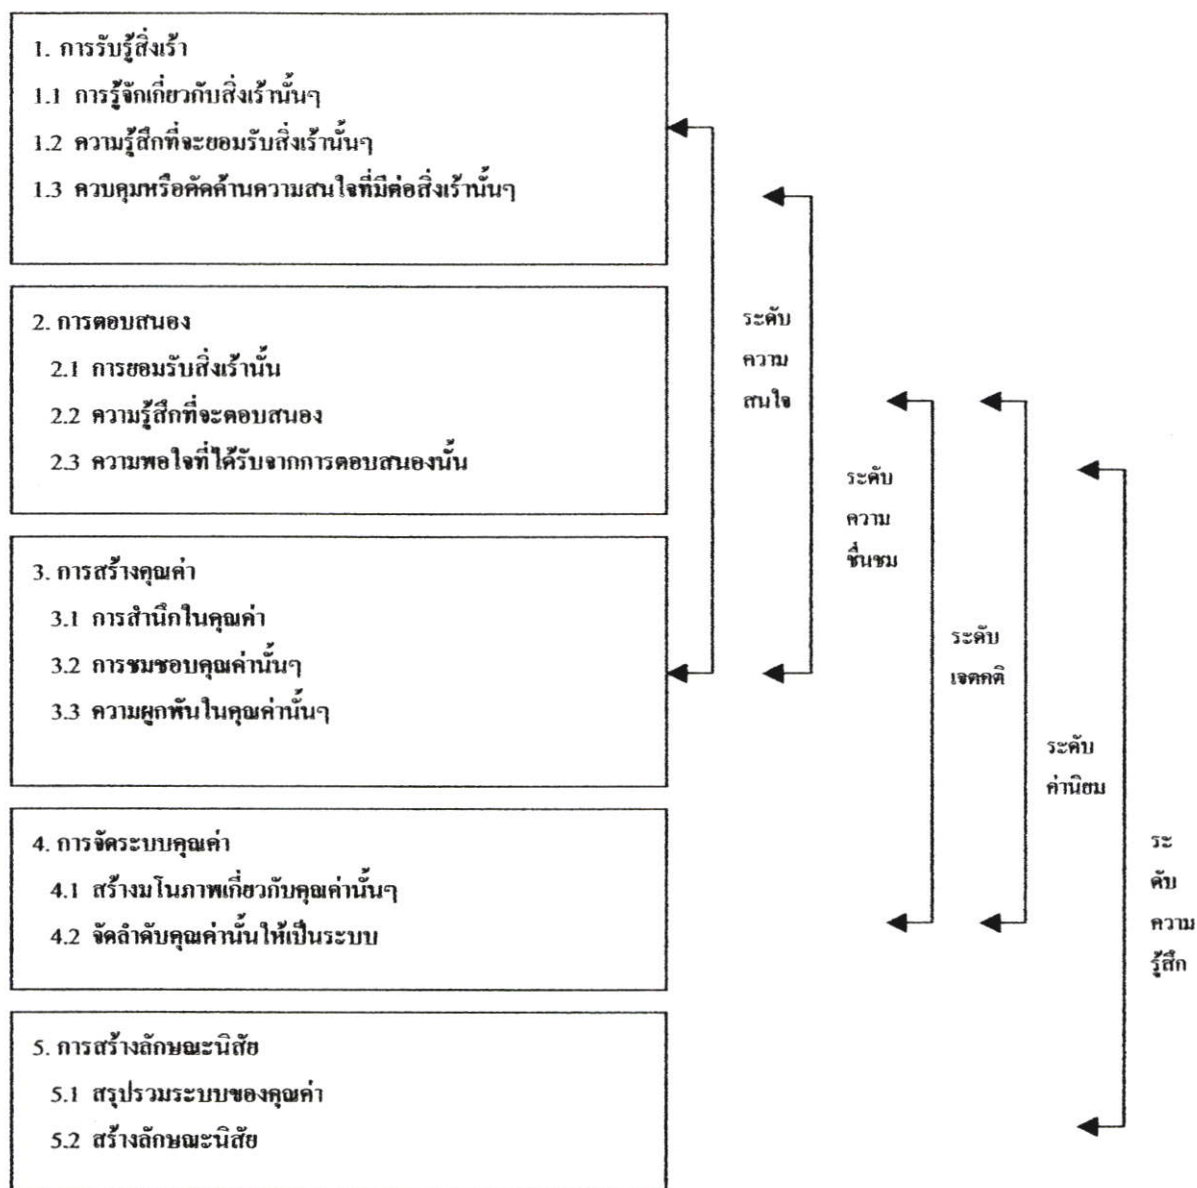 1. การรับรู้สิ่งเร้า
1.1 การรู้จักเกี่ยวกับสิ่งเร้านั้นๆ
1.2 ความรู้สึกที่จะยอมรับสิ่งเร้านั้นๆ
1.3 ควบคุมหรือคัดค้านความสนใจที่มีต่อสิ่งเร้านั้นๆ
2. การตอบสนอง
2.1 การยอมรับสิ่งเร้านั้น
2.2 ความรู้สึกที่จะตอบสนอง
2.3 ความพอใจที่ได้รับจากการตอบสนองนั้น
3. การสร้างคุณค่า
3.1 การสำนึกในคุณค่า
3.2 การชมชอบคุณค่านั้นๆ
3.3 ความผูกพันในคุณค่านั้นๆ
4. การจัดระบบคุณค่า
4.1 สร้างมโนภาพเกี่ยวกับคุณค่านั้นๆ
4.2 จัดลำดับคุณค่านั้นให้เป็นระบบ
5. การสร้างลักษณะนิสัย
5.1 สรุปรวมระบบของคุณค่า
5.2 สร้างลักษณะนิสัย
ระดับ
ความ
สนใจ
ระดับ
ความ
ชื่นชม
ระดับ
เจตคติ
ระดับ
ค่านิยม
ระ
ดับ
ความ
รู้สึก